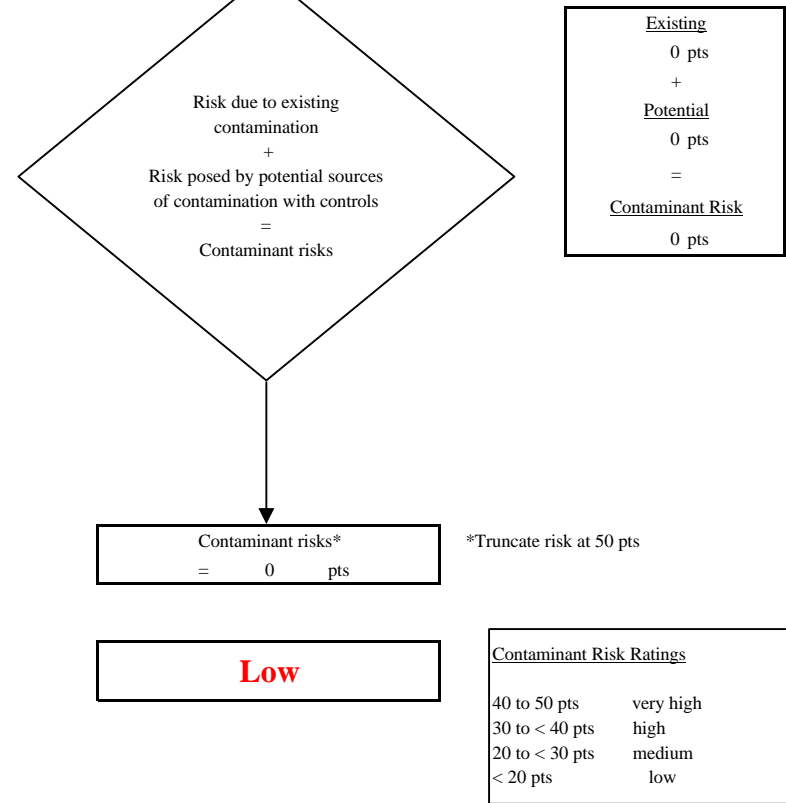 Existing
0 pts
+
Potential
0 pts
=
Contaminant Risk
0 pts
Risk due to existing
contamination
+
Risk posed by potential sources
of contamination with controls
=
Contaminant risks
Contaminant risks*
= 0 pts
*Truncate risk at 50 pts
Low
Contaminant Risk Ratings
40 to 50 pts very high
30 to < 40 pts high
20 to < 30 pts medium
< 20 pts low